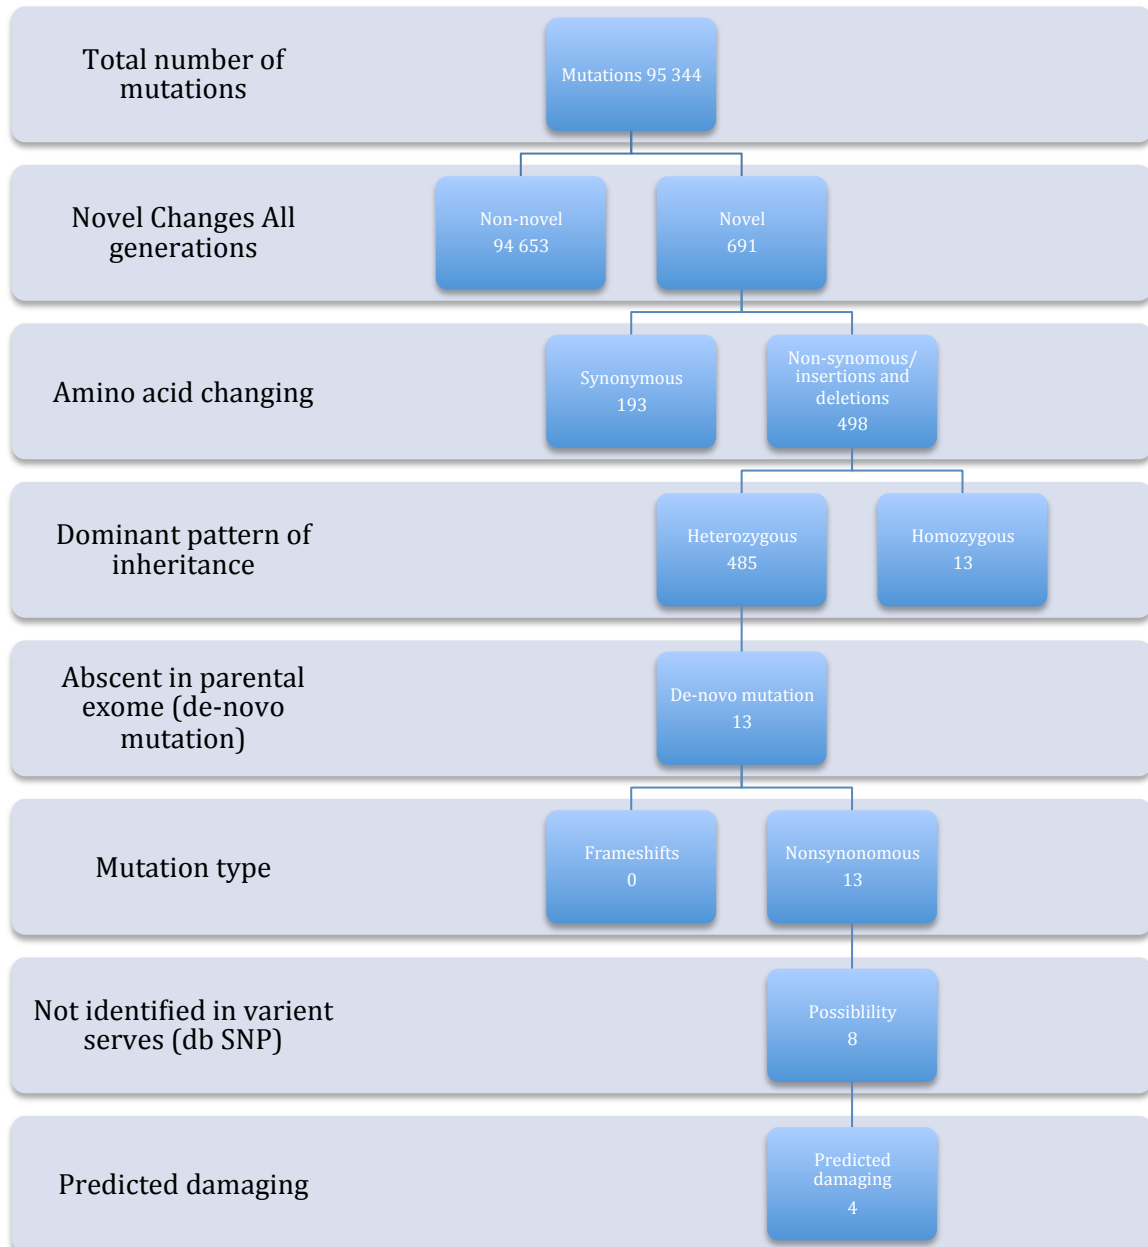 Total number of
mutations
Mutations 95 344
Novel Changes All
generations
Non-novel
94 653
Novel
691
Amino acid changing
Synonymous
193
Non-synomous/
insertions and
deletions
498
Dominant pattern of
inheritance
Heterozygous
485
Homozygous
13
Abscent in parental
exome (de-novo
mutation)
De-novo mutation
13
Mutation type
Frameshifts
0
Nonsynonomous
13
Not identified in varient
serves (db SNP)
Possiblility
8
Predicted damaging
Predicted
damaging
4